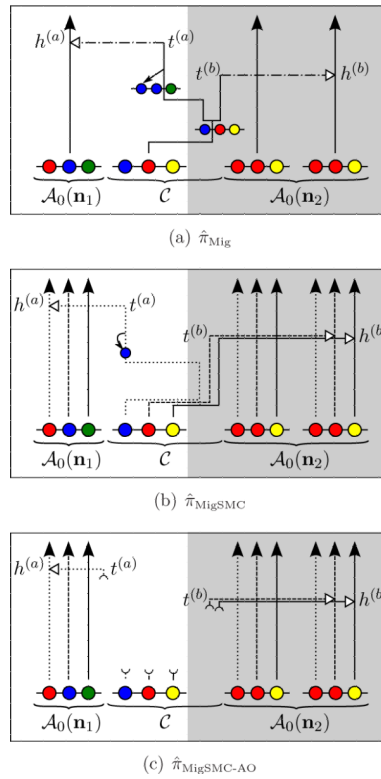 h^(a) t^(a)
t^(b) h^(b)
A_0(n_1) C A_0(n_2)
(a) π̂_Mig
h^(a) t^(a)
t^(b) h^(b)
A_0(n_1) C A_0(n_2)
(b) π̂_MigSMC
h^(a) t^(a)
t^(b) h^(b)
A_0(n_1) C A_0(n_2)
(c) π̂_MigSMC-AO